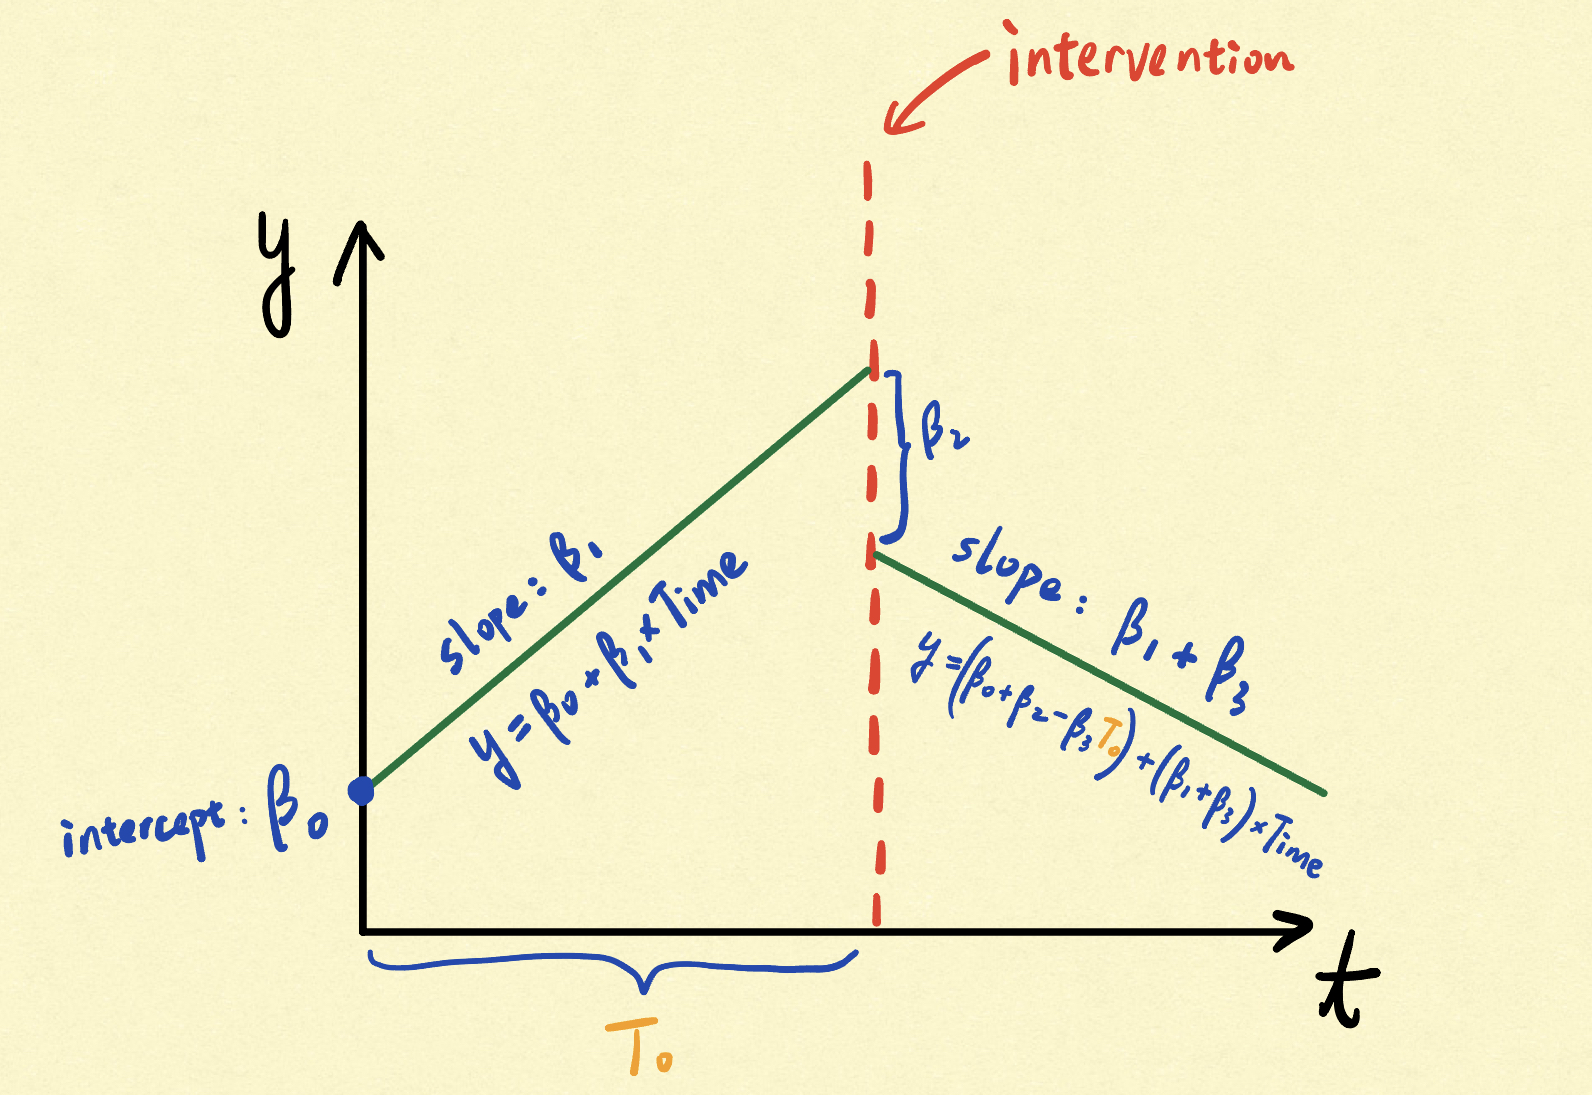 intervention
y
β₂
slope: β₁
y = β₀ + β₁ × Time
slope: β₁ + β₃
y = (β₀ + β₂ - β₃T₀) + (β₁ + β₃) × Time
intercept: β₀
t
T₀